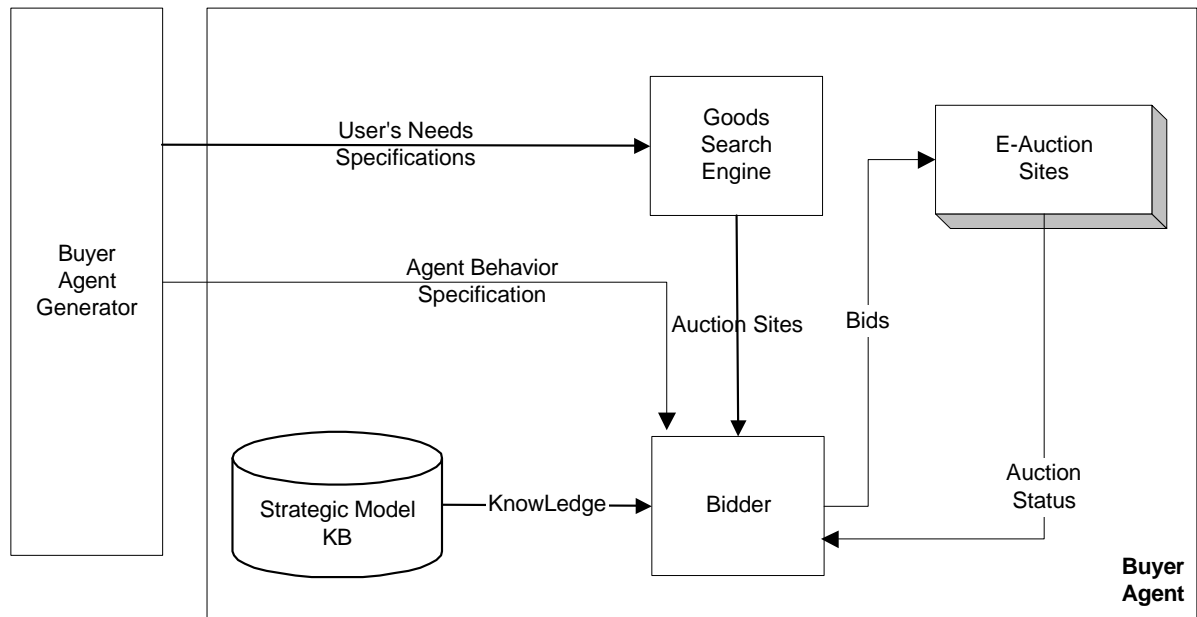 Goods
Search
Engine
E-Auction
Sites
User's Needs
Specifications
Buyer
Agent
Generator
Agent Behavior
Specification
Auction Sites
Bids
Strategic Model
KB
KnowLedge
Bidder
Auction
Status
Buyer
Agent